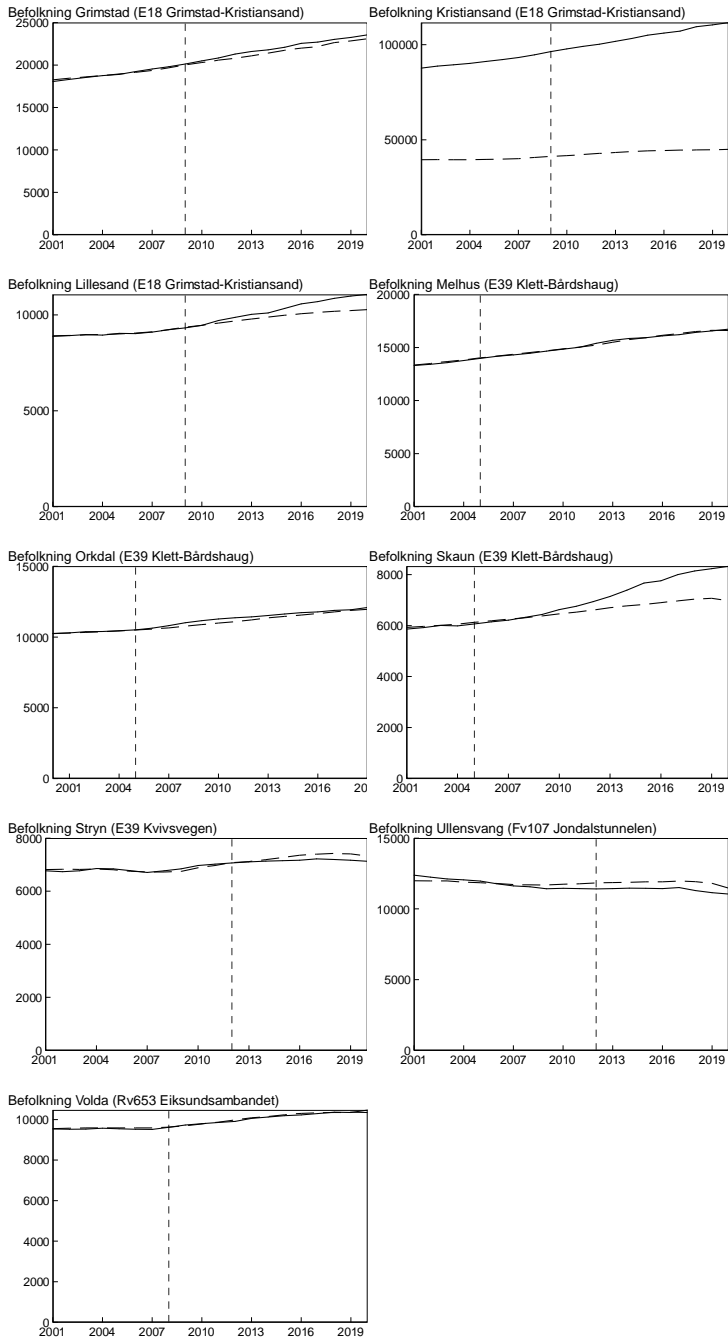 Befolkning Grimstad (E18 Grimstad-Kristiansand)
25000
20000
15000
10000
5000
0
2001 2004 2007 2010 2013 2016 2019
Befolkning Kristiansand (E18 Grimstad-Kristiansand)
100000
50000
0
2001 2004 2007 2010 2013 2016 2019
Befolkning Lillesand (E18 Grimstad-Kristiansand)
10000
5000
0
2001 2004 2007 2010 2013 2016 2019
Befolkning Melhus (E39 Klett-Bårdshaug)
20000
15000
10000
5000
0
2001 2004 2007 2010 2013 2016 2019
Befolkning Orkdal (E39 Klett-Bårdshaug)
15000
10000
5000
0
2001 2004 2007 2010 2013 2016 20
Befolkning Skaun (E39 Klett-Bårdshaug)
8000
6000
4000
2000
0
2001 2004 2007 2010 2013 2016 2019
Befolkning Stryn (E39 Kvivsvegen)
8000
6000
4000
2000
0
2001 2004 2007 2010 2013 2016 2019
Befolkning Ullensvang (Fv107 Jondalstunnelen)
15000
10000
5000
0
2001 2004 2007 2010 2013 2016 2019
Befolkning Volda (Rv653 Eiksundsambandet)
10000
8000
6000
4000
2000
0
2001 2004 2007 2010 2013 2016 2019